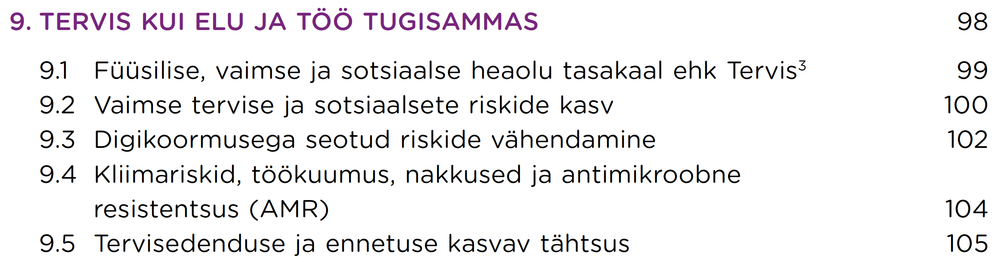 9. TERVIS KUI ELU JA TÖÖ TUGISAMMAS 98
9.1 Füüsilise, vaimse ja sotsiaalse heaolu tasakaal ehk Tervis³ 99
9.2 Vaimse tervise ja sotsiaalsete riskide kasv 100
9.3 Digikoormusega seotud riskide vähendamine 102
9.4 Kliimariskid, töökuumus, nakkused ja antimikroobne
resistentsus (AMR) 104
9.5 Tervisedenduse ja ennetuse kasvav tähtsus 105